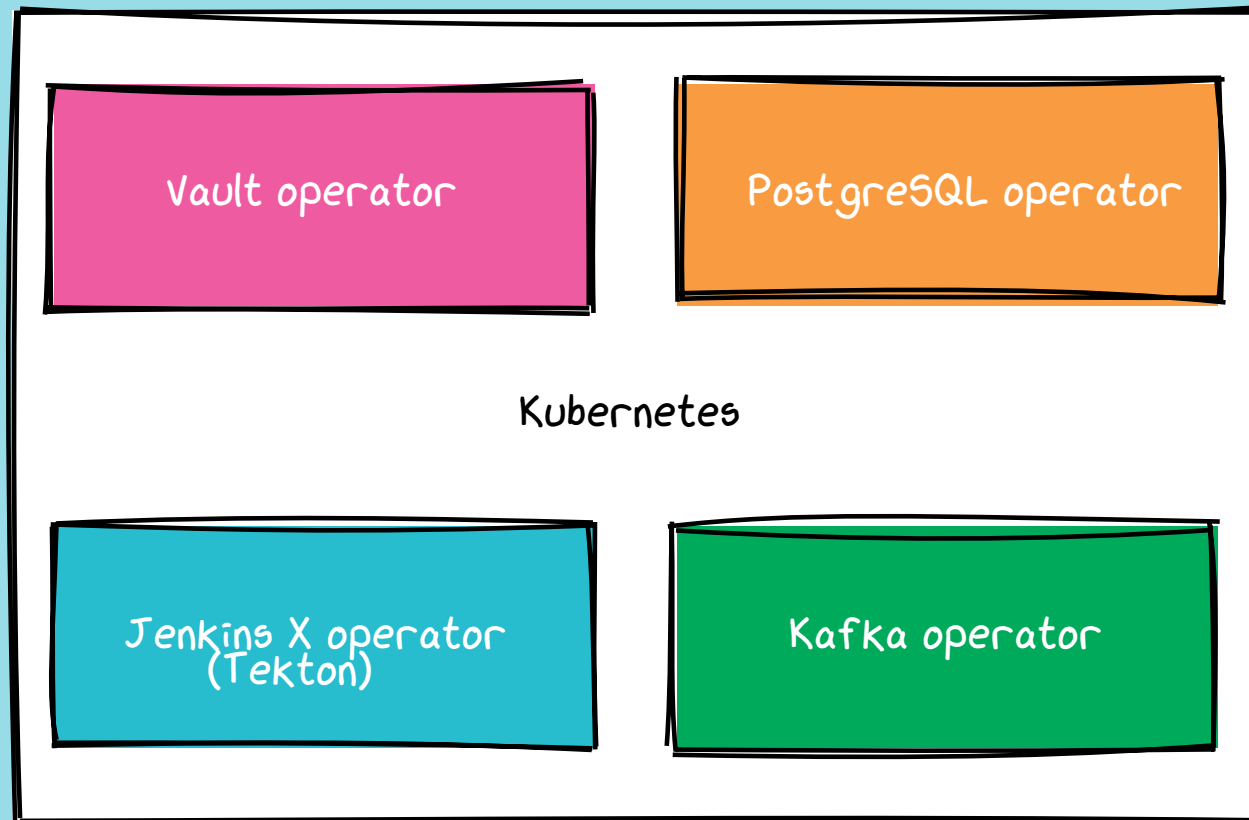 Vault operator
PostgreSQL operator
Kubernetes
Jenkins X operator
(Tekton)
Kafka operator